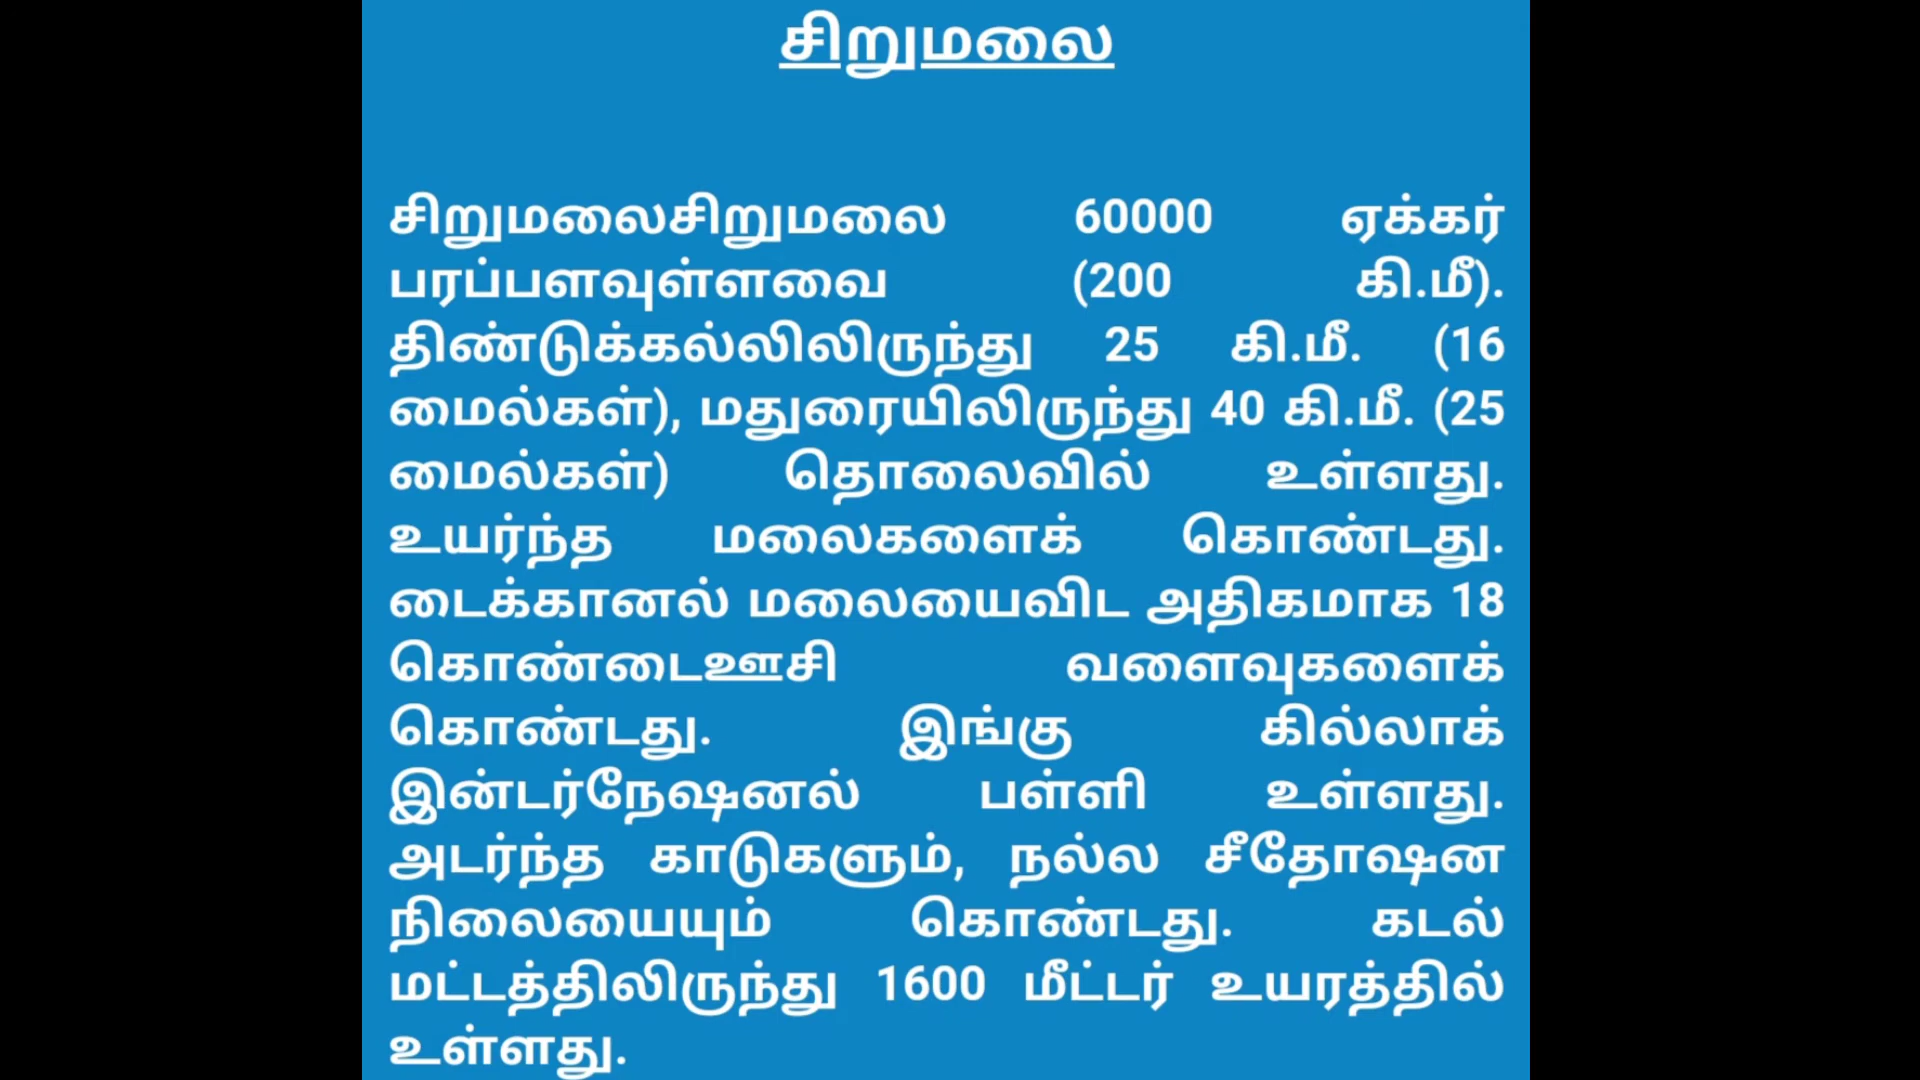 சிறுமலை
சிறுமலைசிறுமலை 60000 ஏக்கர்
பரப்பளவுள்ளவை (200 கி.மீ).
திண்டுக்கல்லிலிருந்து 25 கி.மீ. (16
மைல்கள்), மதுரையிலிருந்து 40 கி.மீ. (25
மைல்கள்) தொலைவில் உள்ளது.
உயர்ந்த மலைகளைக் கொண்டது.
டைக்கானல் மலையைவிட அதிகமாக 18
கொண்டைஊசி வளைவுகளைக்
கொண்டது. இங்கு கில்லாக்
இன்டர்நேஷனல் பள்ளி உள்ளது.
அடர்ந்த காடுகளும், நல்ல சீதோஷன
நிலையையும் கொண்டது. கடல்
மட்டத்திலிருந்து 1600 மீட்டர் உயரத்தில்
உள்ளது.